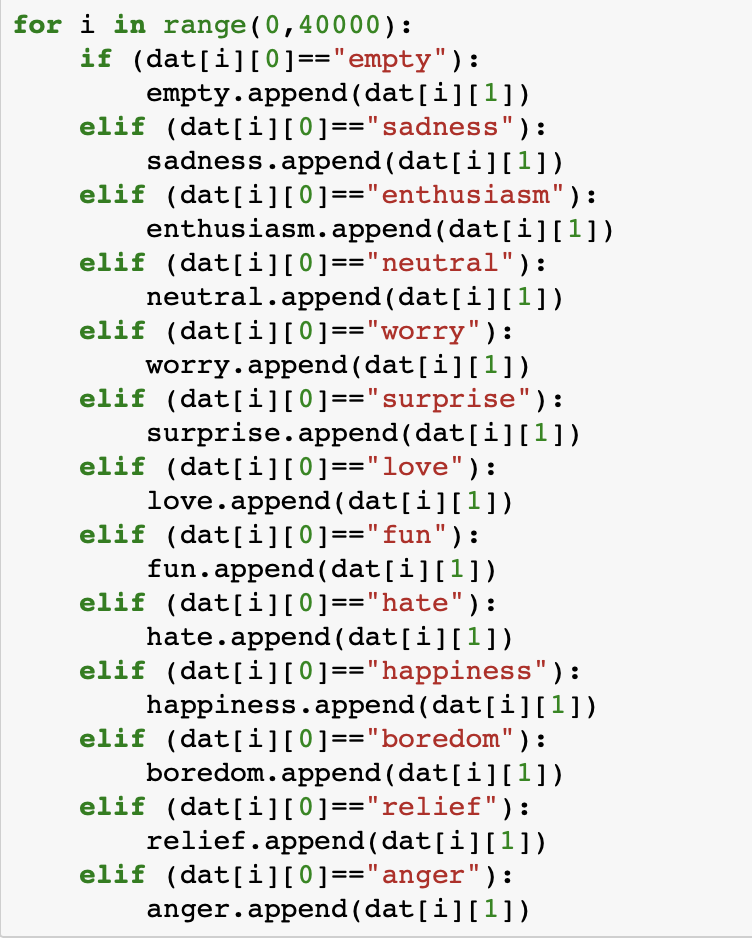 for i in range(0,40000):
    if (dat[i][0]=="empty"):
        empty.append(dat[i][1])
    elif (dat[i][0]=="sadness"):
        sadness.append(dat[i][1])
    elif (dat[i][0]=="enthusiasm"):
        enthusiasm.append(dat[i][1])
    elif (dat[i][0]=="neutral"):
        neutral.append(dat[i][1])
    elif (dat[i][0]=="worry"):
        worry.append(dat[i][1])
    elif (dat[i][0]=="surprise"):
        surprise.append(dat[i][1])
    elif (dat[i][0]=="love"):
        love.append(dat[i][1])
    elif (dat[i][0]=="fun"):
        fun.append(dat[i][1])
    elif (dat[i][0]=="hate"):
        hate.append(dat[i][1])
    elif (dat[i][0]=="happiness"):
        happiness.append(dat[i][1])
    elif (dat[i][0]=="boredom"):
        boredom.append(dat[i][1])
    elif (dat[i][0]=="relief"):
        relief.append(dat[i][1])
    elif (dat[i][0]=="anger"):
        anger.append(dat[i][1])